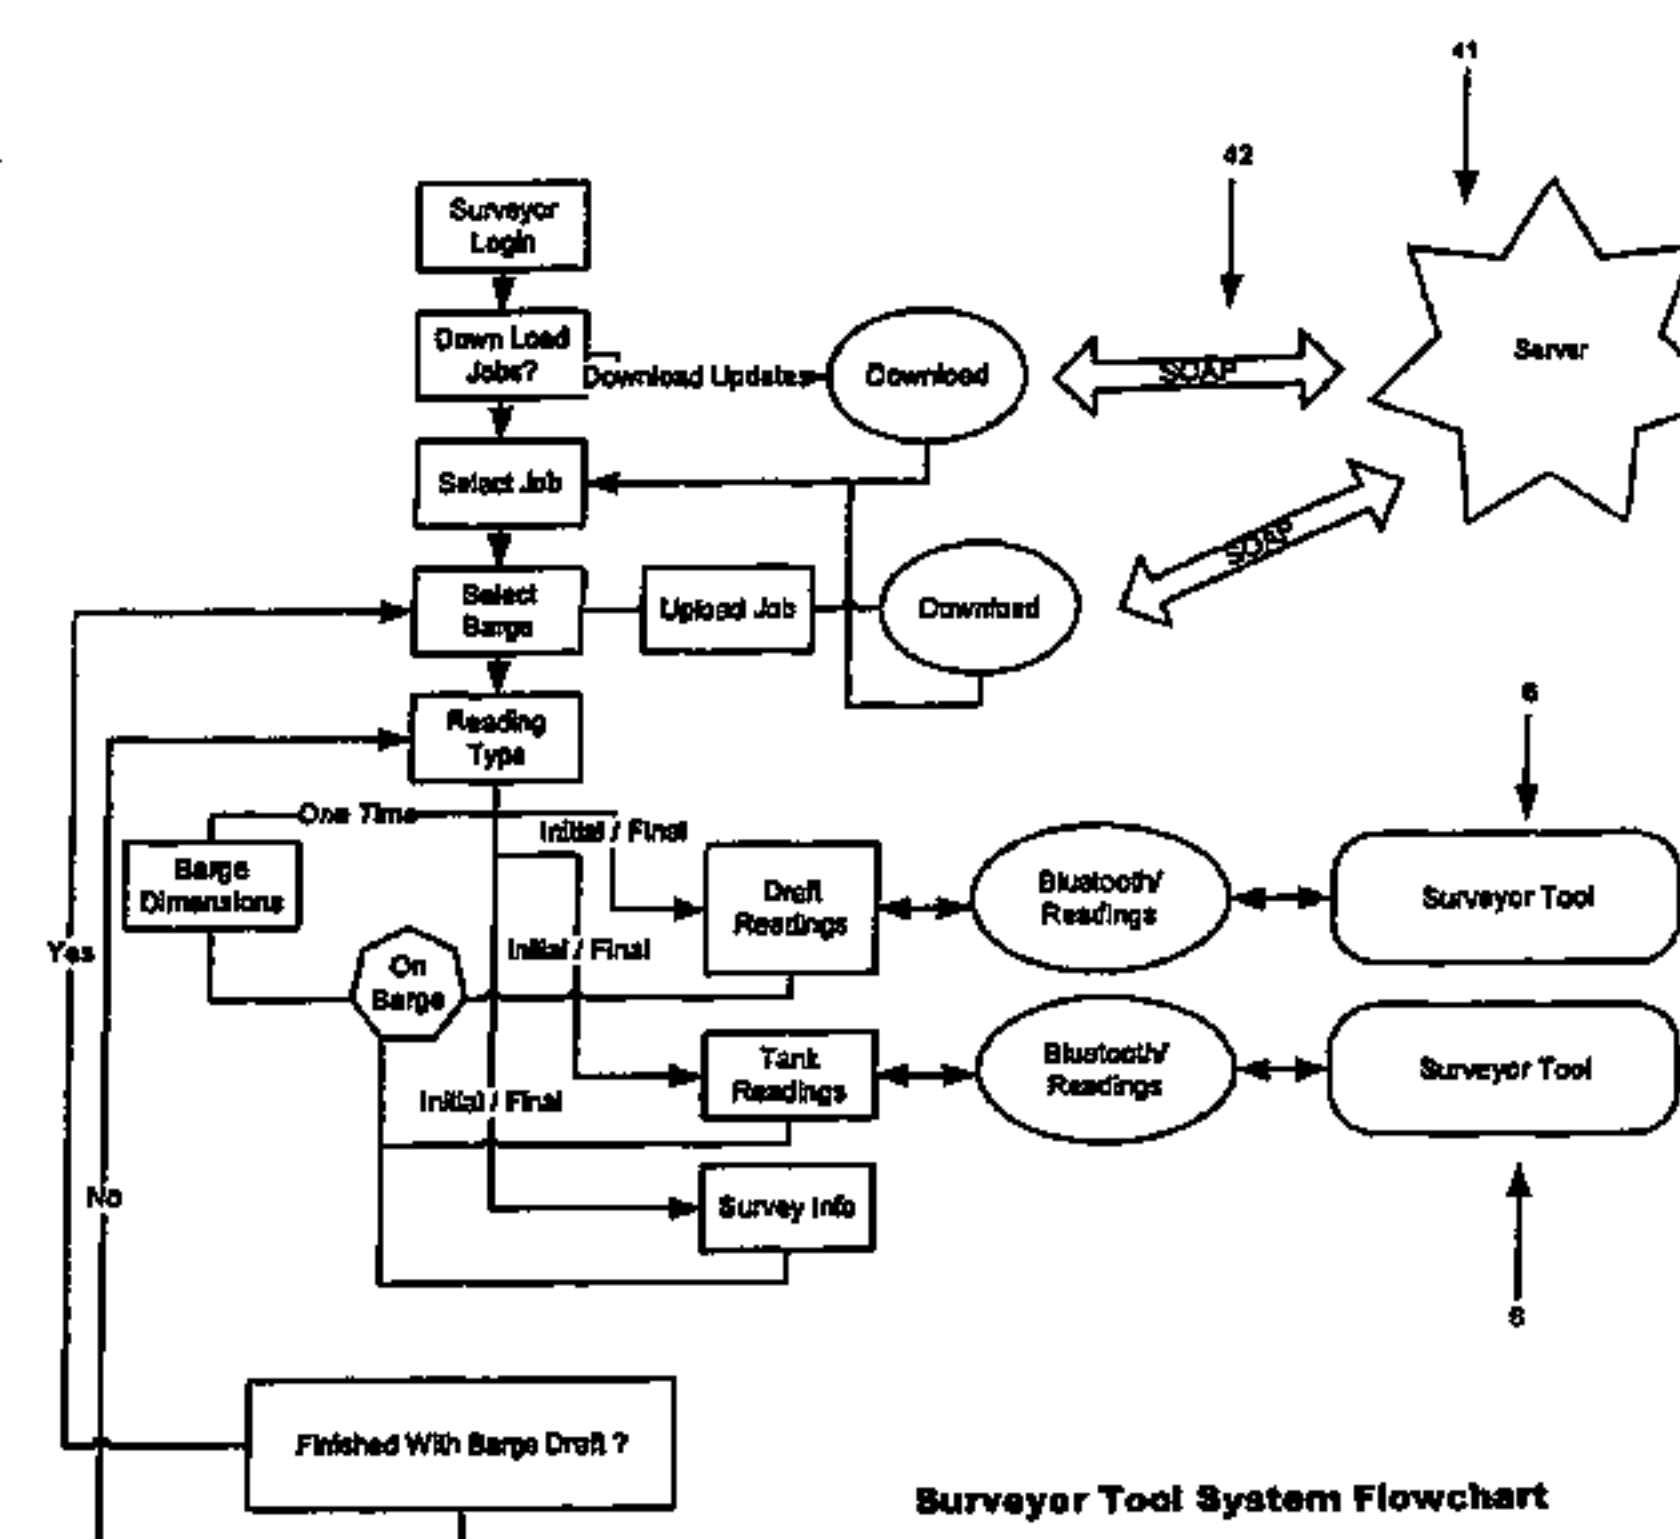 41
42
Surveyor
Login
Down Load
Jobs?
Download Updates
Download
SOAP
Server
Select Job
SOAP
Select
Barge
Upload Job
Download
Reading
Type
6
One Time
Initial / Final
Barge
Dimensions
Draft
Readings
Bluetooth/
Readings
Surveyor Tool
Yes
On
Barge
Initial / Final
Tank
Readings
Bluetooth/
Readings
Surveyor Tool
Initial / Final
No
Survey Info
6
Finished With Barge Draft ?
Surveyor Tool System Flowchart